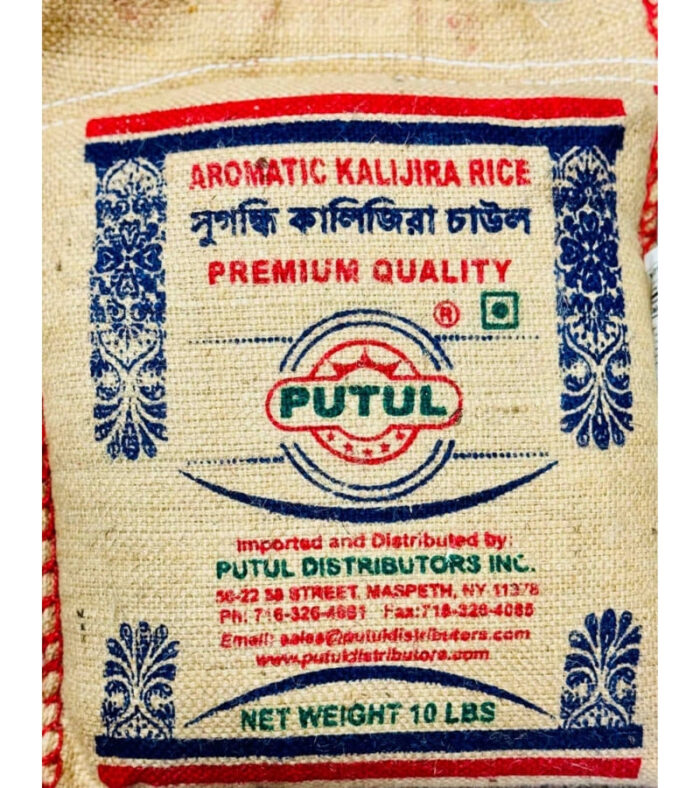 AROMATIC KALIJIRA RICE
সুগন্ধি কালিজিরা চাউল
PREMIUM QUALITY
®
PUTUL
Imported and Distributed by:
PUTUL DISTRIBUTORS INC.
STREET, MASPETH, NY 11378
Email: sales@putuldistributors.com
www.putuldistributors.com
NET WEIGHT 10 LBS